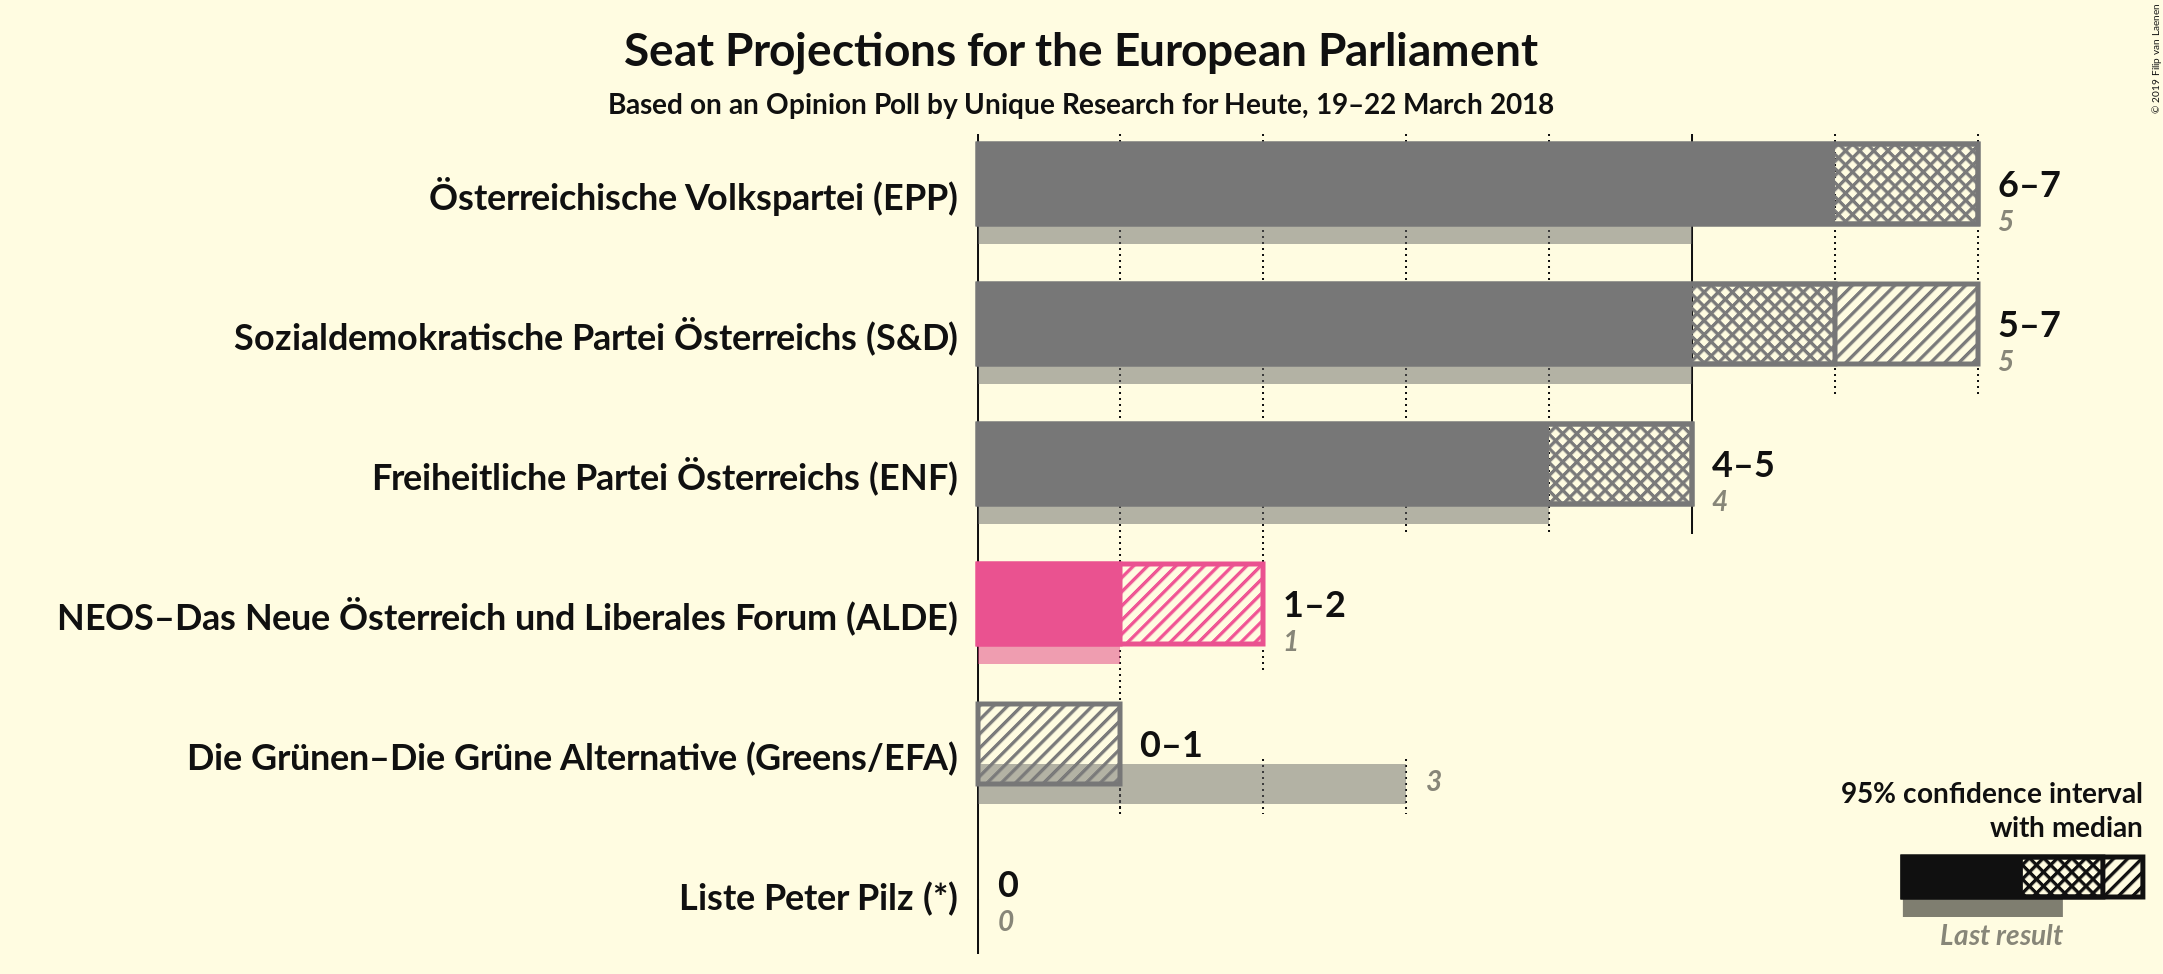 Seat Projections for the European Parliament
Based on an Opinion Poll by Unique Research for Heute, 19–22 March 2018
© 2019 Filip van Laenen
Österreichische Volkspartei (EPP)
6–7
5
Sozialdemokratische Partei Österreichs (S&D)
5–7
5
Freiheitliche Partei Österreichs (ENF)
4–5
4
NEOS–Das Neue Österreich und Liberales Forum (ALDE)
1–2
1
Die Grünen–Die Grüne Alternative (Greens/EFA)
0–1
3
Liste Peter Pilz (*)
0
0
95% confidence interval
with median
Last result